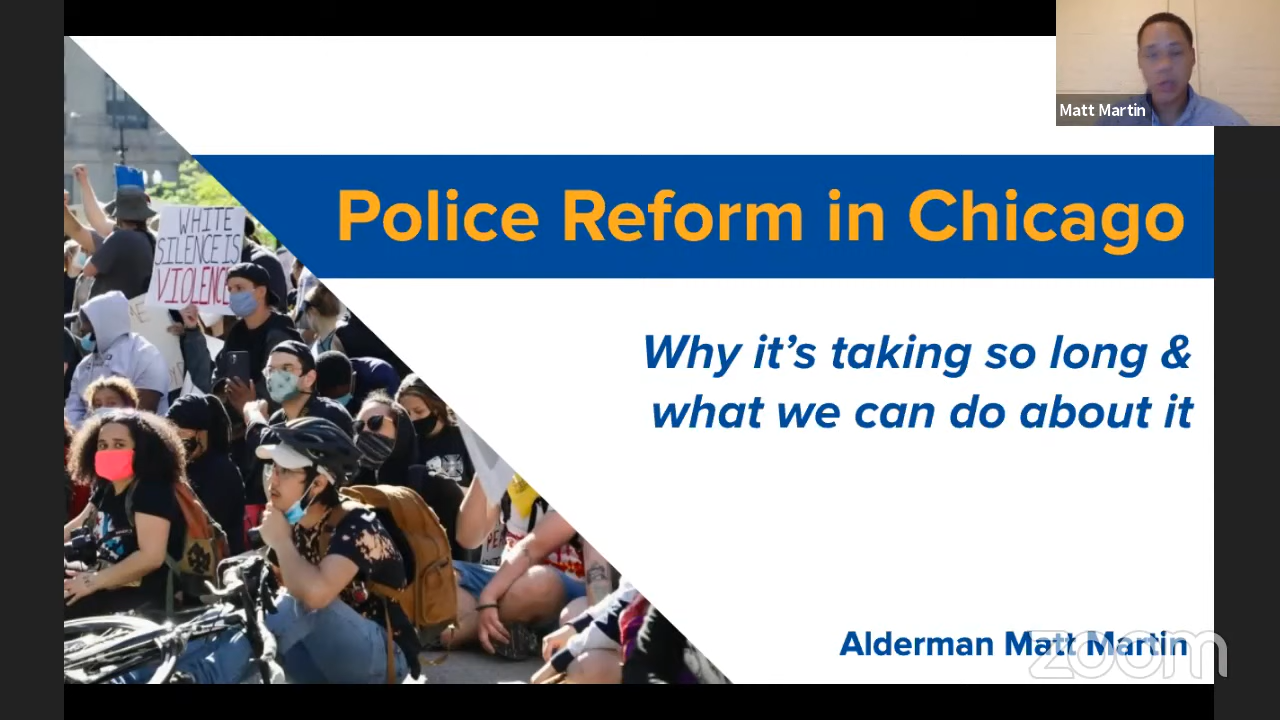 Matt Martin
Police Reform in Chicago
WHITE
SILENCE IS
VIOLENCE
Why it's taking so long &
what we can do about it
Alderman Matt Martin
zoom